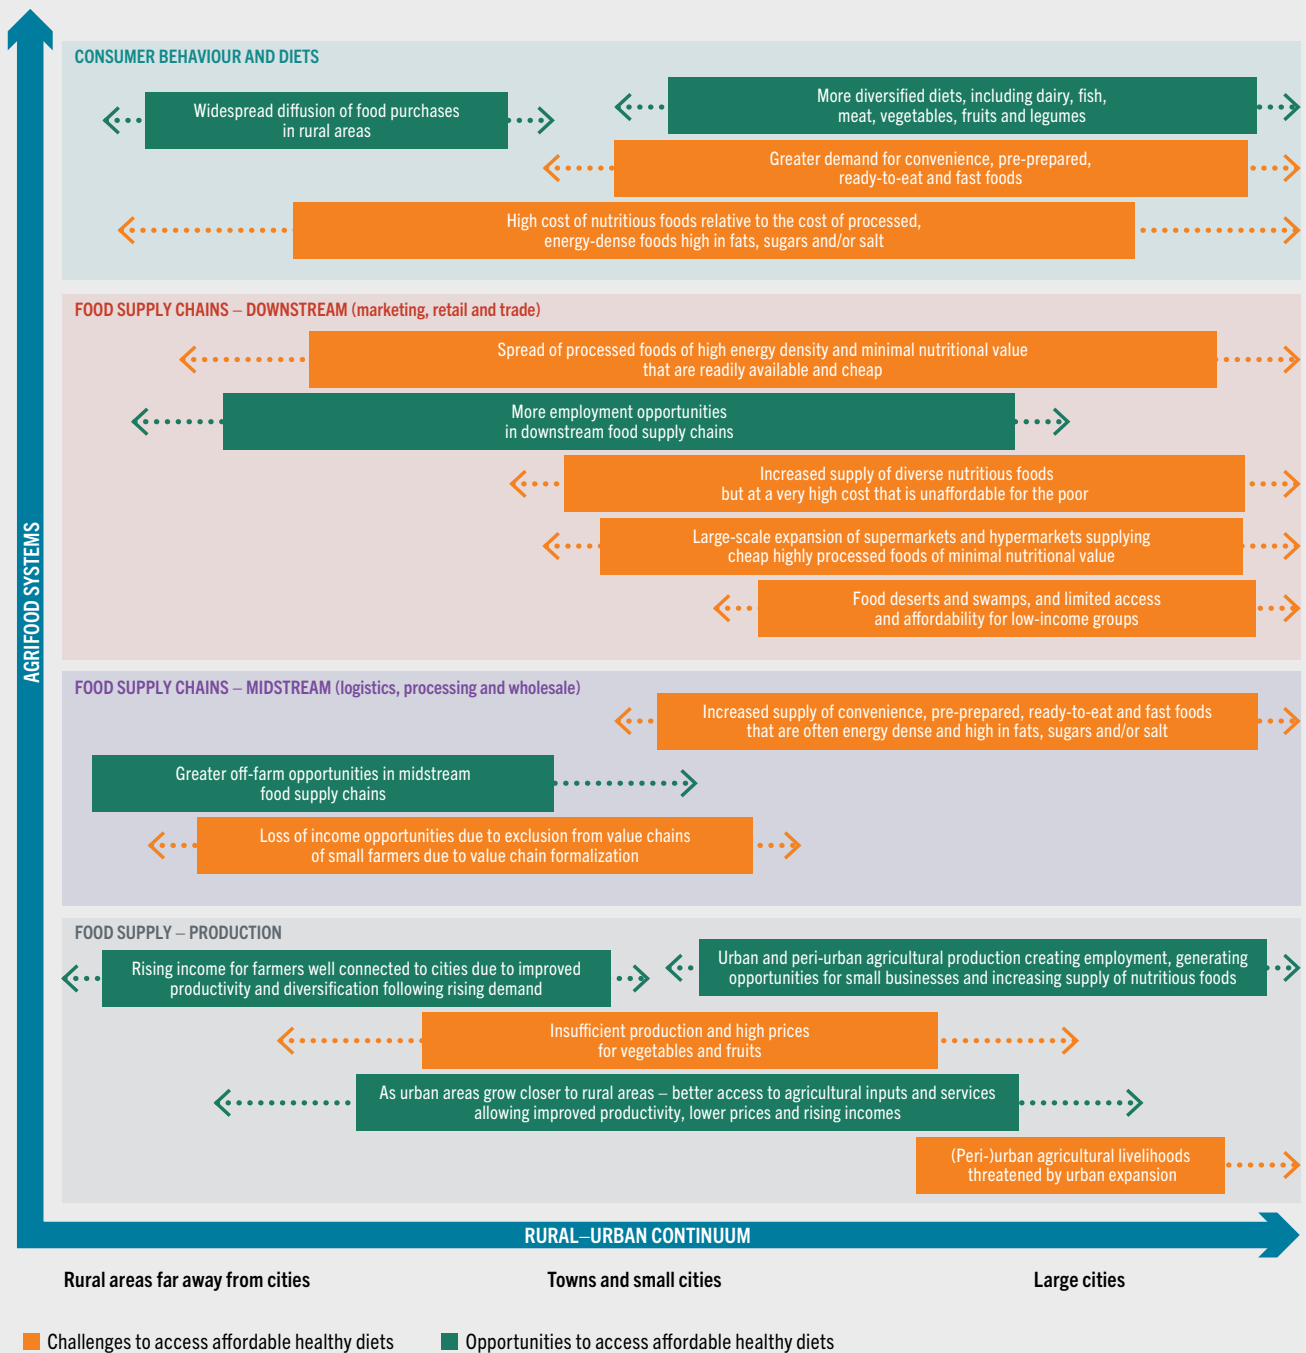 CONSUMER BEHAVIOUR AND DIETS
Widespread diffusion of food purchases
in rural areas
More diversified diets, including dairy, fish,
meat, vegetables, fruits and legumes
Greater demand for convenience, pre-prepared,
ready-to-eat and fast foods
High cost of nutritious foods relative to the cost of processed,
energy-dense foods high in fats, sugars and/or salt
FOOD SUPPLY CHAINS – DOWNSTREAM (marketing, retail and trade)
Spread of processed foods of high energy density and minimal nutritional value
that are readily available and cheap
More employment opportunities
in downstream food supply chains
Increased supply of diverse nutritious foods
but at a very high cost that is unaffordable for the poor
Large-scale expansion of supermarkets and hypermarkets supplying
cheap highly processed foods of minimal nutritional value
Food deserts and swamps, and limited access
and affordability for low-income groups
FOOD SUPPLY CHAINS – MIDSTREAM (logistics, processing and wholesale)
Increased supply of convenience, pre-prepared, ready-to-eat and fast foods
that are often energy dense and high in fats, sugars and/or salt
Greater off-farm opportunities in midstream
food supply chains
Loss of income opportunities due to exclusion from value chains
of small farmers due to value chain formalization
FOOD SUPPLY – PRODUCTION
Rising income for farmers well connected to cities due to improved
productivity and diversification following rising demand
Urban and peri-urban agricultural production creating employment, generating
opportunities for small businesses and increasing supply of nutritious foods
Insufficient production and high prices
for vegetables and fruits
As urban areas grow closer to rural areas – better access to agricultural inputs and services
allowing improved productivity, lower prices and rising incomes
(Peri-)urban agricultural livelihoods
threatened by urban expansion
AGRIFOOD SYSTEMS
RURAL–URBAN CONTINUUM
Rural areas far away from cities
Towns and small cities
Large cities
Challenges to access affordable healthy diets
Opportunities to access affordable healthy diets